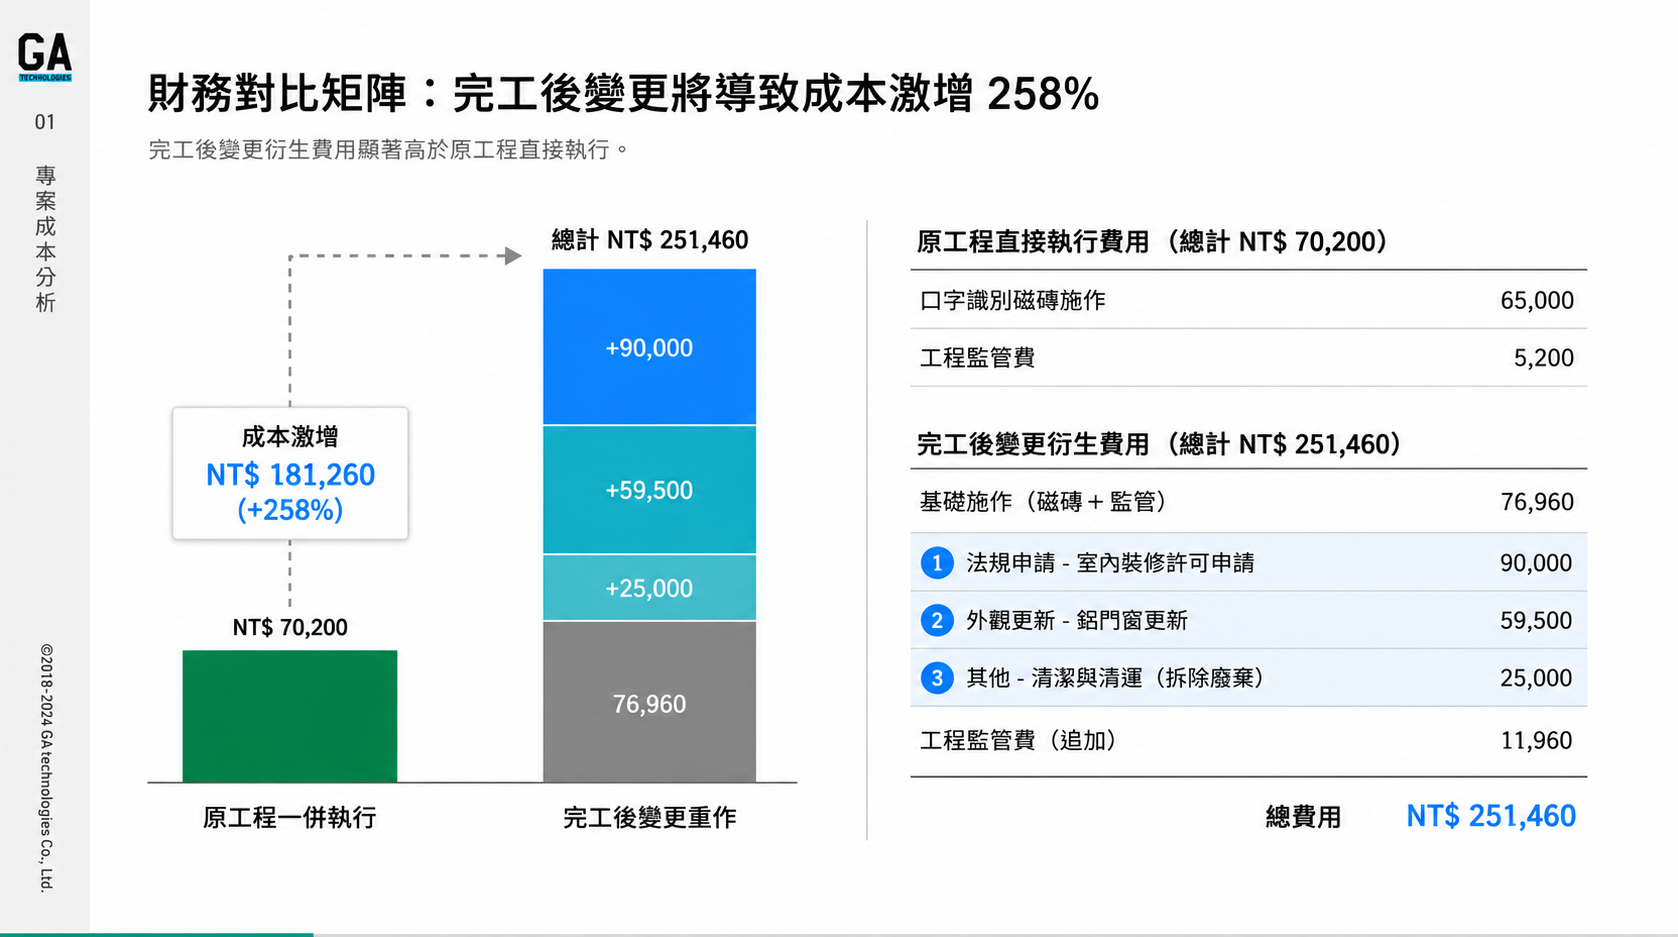 GA
TECHNOLOGIES
01
專案成本分析
©2018-2024 GA technologies Co., Ltd.
財務對比矩陣：完工後變更將導致成本激增 258%
完工後變更衍生費用顯著高於原工程直接執行。
總計 NT$ 251,460
+90,000
+59,500
+25,000
76,960
成本激增
NT$ 181,260
(+258%)
NT$ 70,200
原工程一併執行
完工後變更重作
原工程直接執行費用（總計 NT$ 70,200）
口字識別磁磚施作 65,000
工程監管費 5,200
完工後變更衍生費用（總計 NT$ 251,460）
基礎施作（磁磚＋監管） 76,960
1 法規申請 - 室內裝修許可申請 90,000
2 外觀更新 - 鋁門窗更新 59,500
3 其他 - 清潔與清運（拆除廢棄） 25,000
工程監管費（追加） 11,960
總費用 NT$ 251,460